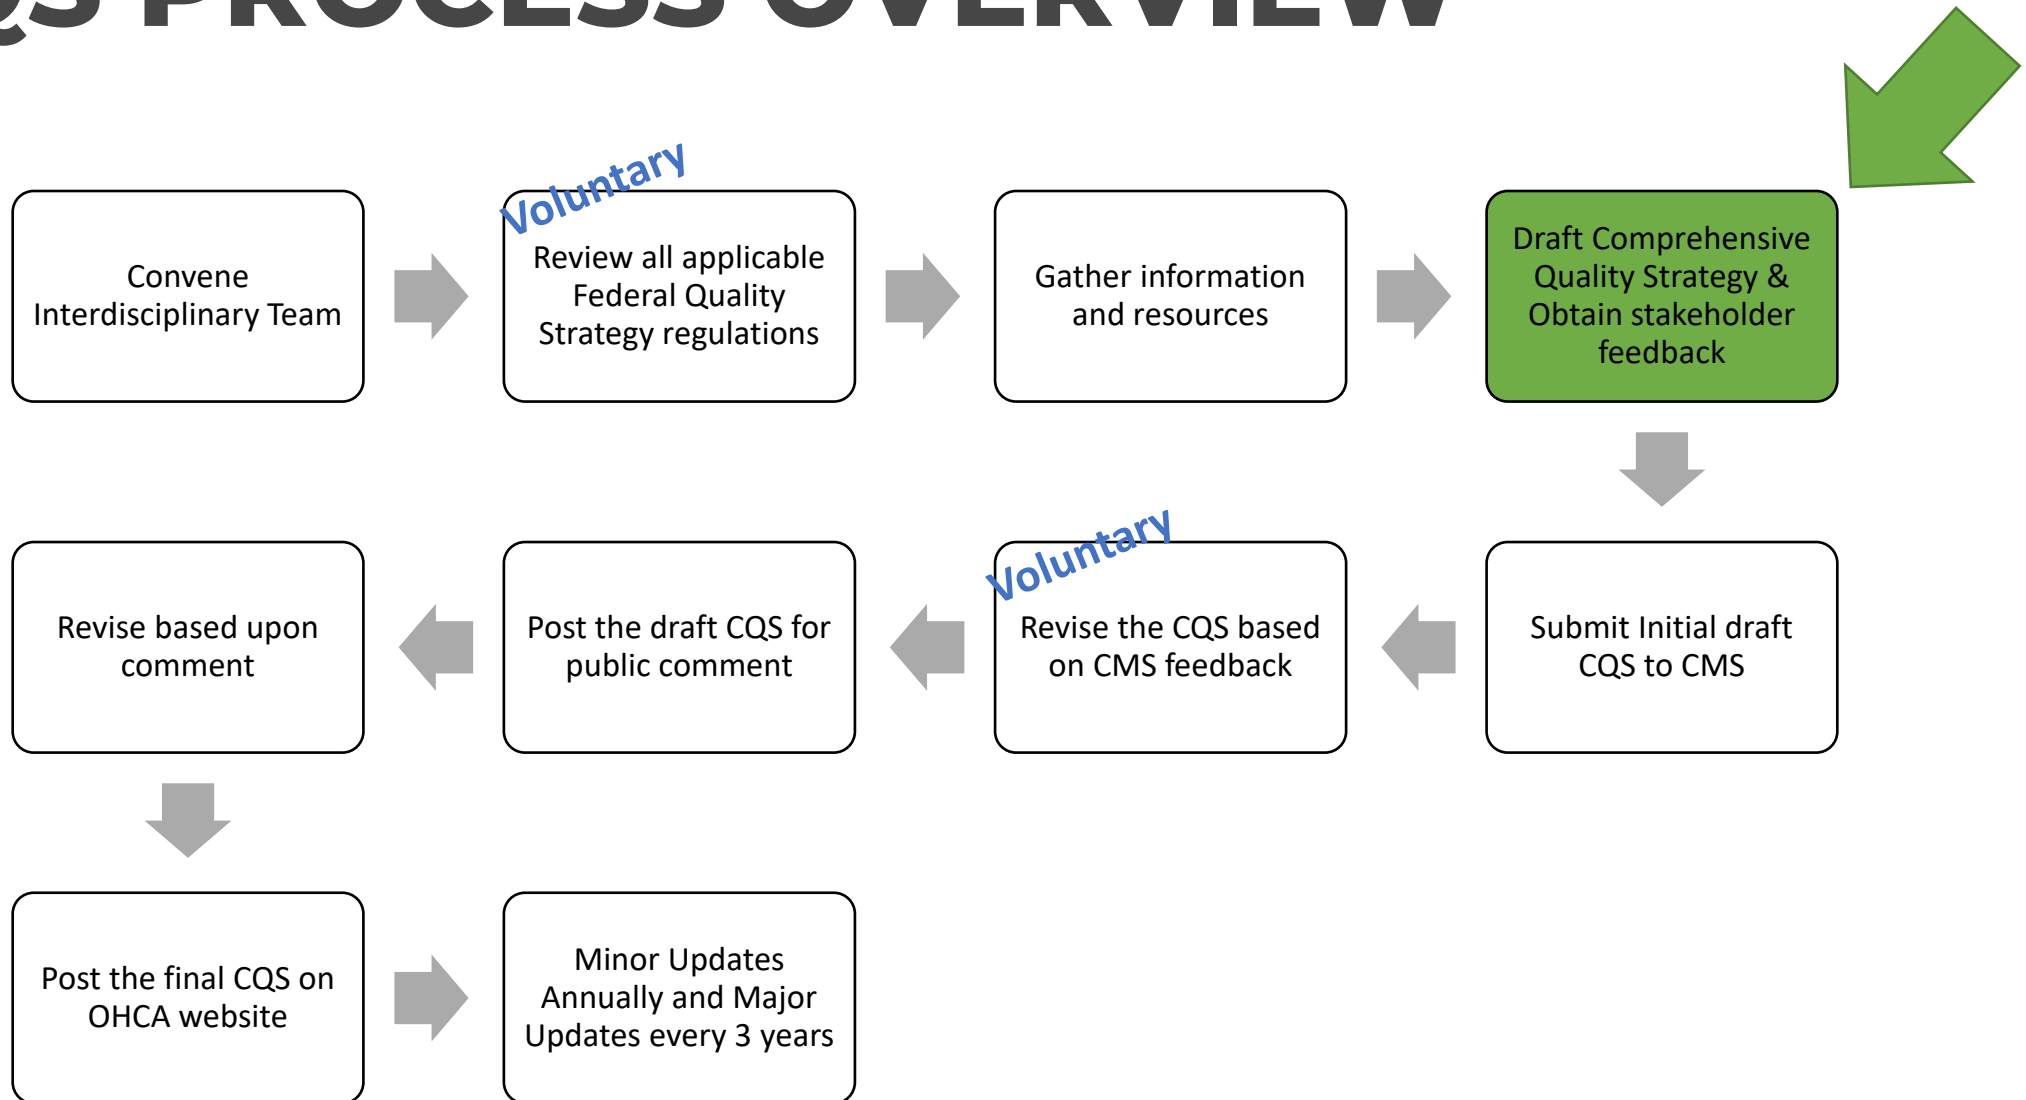 QS PROCESS OVERVIEW
Convene
Interdisciplinary Team
Voluntary
Review all applicable
Federal Quality
Strategy regulations
Gather information
and resources
Draft Comprehensive
Quality Strategy &
Obtain stakeholder
feedback
Submit Initial draft
CQS to CMS
Voluntary
Revise the CQS based
on CMS feedback
Post the draft CQS for
public comment
Revise based upon
comment
Post the final CQS on
OHCA website
Minor Updates
Annually and Major
Updates every 3 years